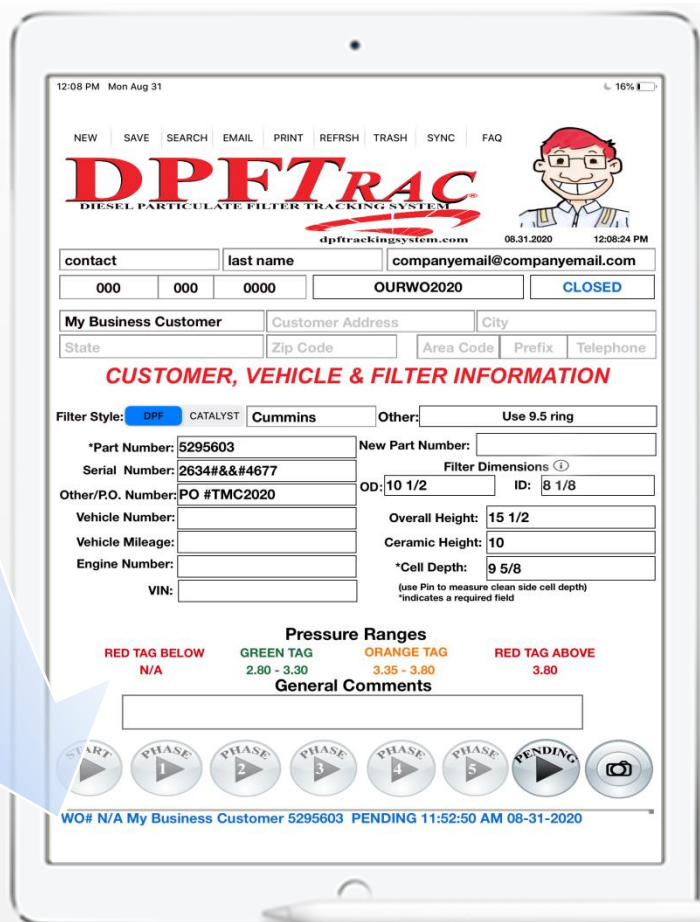 12:08 PM Mon Aug 31 16%
NEW SAVE SEARCH EMAIL PRINT REFRSH TRASH SYNC FAQ
DPFTRAC®
DIESEL PARTICULATE FILTER TRACKING SYSTEM
dpftrackingsystem.com 08.31.2020 12:08:24 PM
contact last name companyemail@companyemail.com
000 000 0000 OURWO2020 CLOSED
My Business Customer Customer Address City
State Zip Code Area Code Prefix Telephone
CUSTOMER, VEHICLE & FILTER INFORMATION
Filter Style: DPF CATALYST Cummins Other: Use 9.5 ring
*Part Number: 5295603 New Part Number:
Serial Number: 2634#&&#4677 Filter Dimensions
Other/P.O. Number: PO #TMC2020 OD: 10 1/2 ID: 8 1/8
Vehicle Number: Overall Height: 15 1/2
Vehicle Mileage: Ceramic Height: 10
Engine Number: *Cell Depth: 9 5/8
VIN: (use Pin to measure clean side cell depth)
*indicates a required field
Pressure Ranges
RED TAG BELOW GREEN TAG ORANGE TAG RED TAG ABOVE
N/A 2.80 - 3.30 3.35 - 3.80 3.80
General Comments
START PHASE 1 PHASE 2 PHASE 3 PHASE 4 PHASE 5 PENDING
WO# N/A My Business Customer 5295603 PENDING 11:52:50 AM 08-31-2020